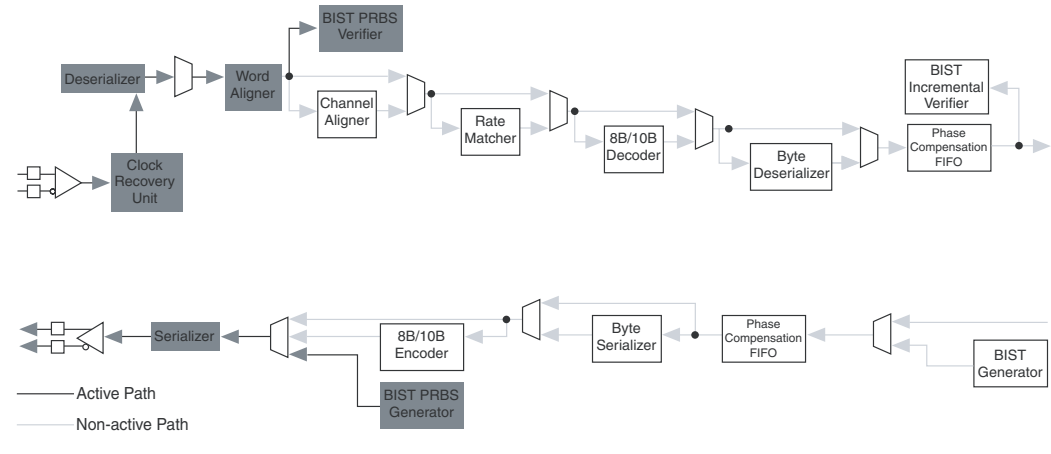 BIST PRBS
Verifier
Deserializer
Word
Aligner
Channel
Aligner
Rate
Matcher
8B/10B
Decoder
Byte
Deserializer
BIST
Incremental
Verifier
Phase
Compensation
FIFO
Clock
Recovery
Unit
Serializer
8B/10B
Encoder
BIST PRBS
Generator
Byte
Serializer
Phase
Compensation
FIFO
BIST
Generator
Active Path
Non-active Path